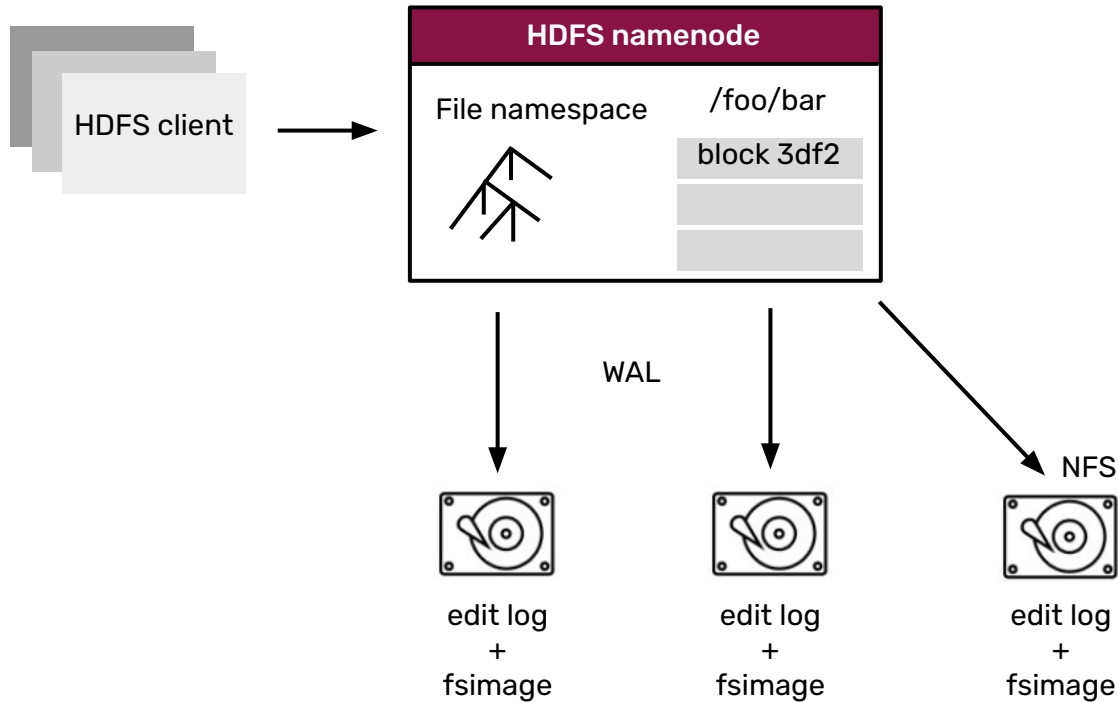 HDFS namenode
HDFS client
File namespace
/foo/bar
block 3df2
WAL
NFS
edit log
+
fsimage
edit log
+
fsimage
edit log
+
fsimage